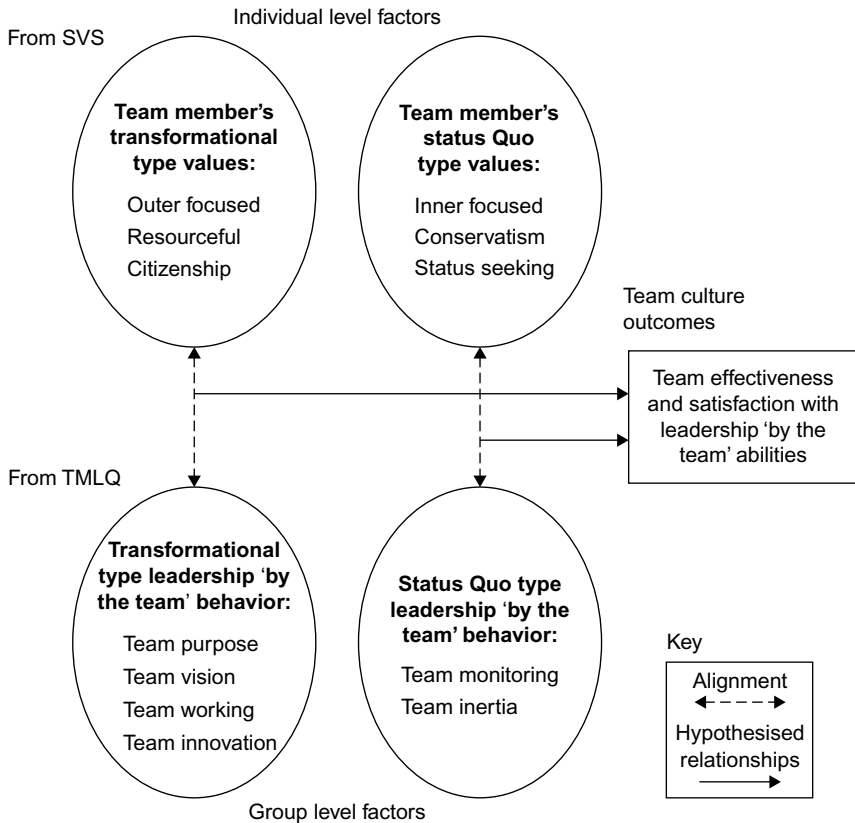 Individual level factors
From SVS
Team member’s
transformational
type values:
Outer focused
Resourceful
Citizenship
Team member’s
status Quo
type values:
Inner focused
Conservatism
Status seeking
Team culture
outcomes
Team effectiveness
and satisfaction with
leadership ‘by the
team’ abilities
From TMLQ
Transformational
type leadership ‘by
the team’ behavior:
Team purpose
Team vision
Team working
Team innovation
Status Quo type
leadership ‘by the
team’ behavior:
Team monitoring
Team inertia
Key
Alignment
Hypothesised
relationships
Group level factors